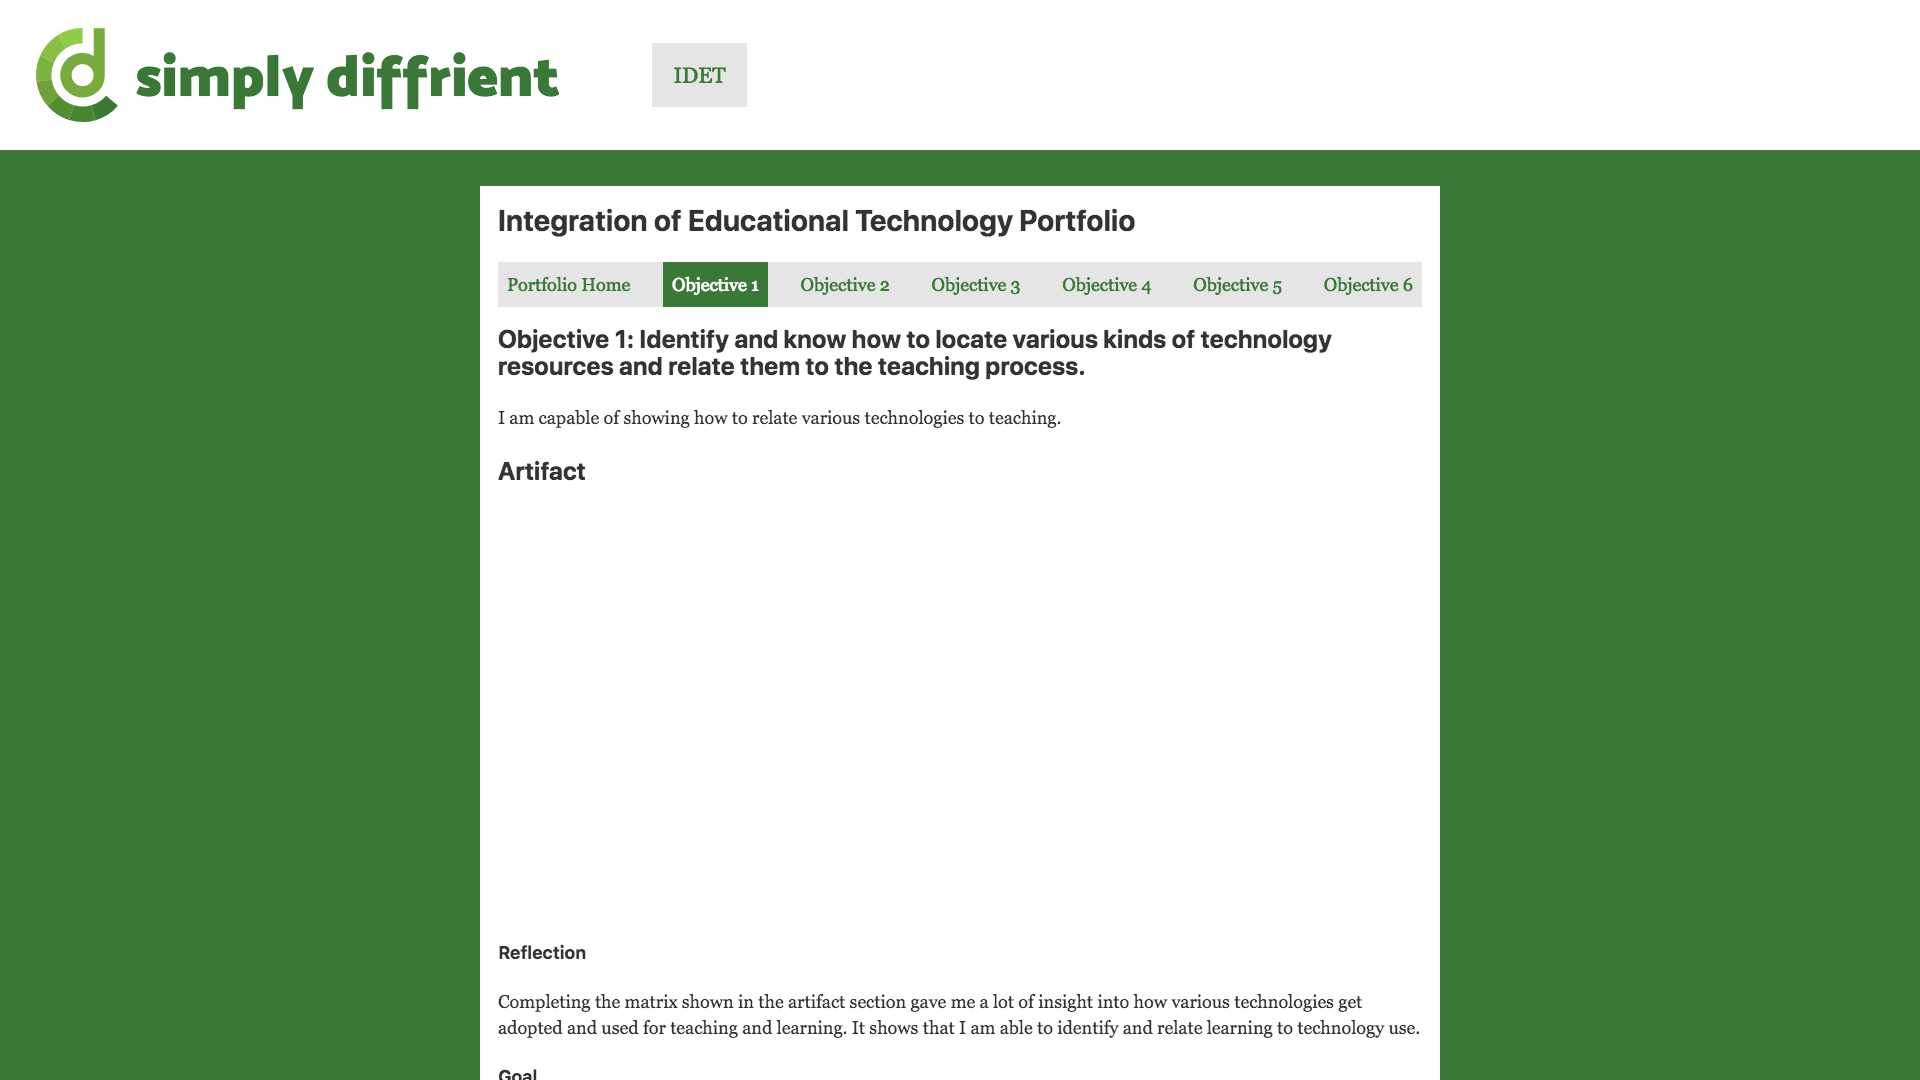 simply diffrient
IDET
Integration of Educational Technology Portfolio
Portfolio Home Objective 1 Objective 2 Objective 3 Objective 4 Objective 5 Objective 6
Objective 1: Identify and know how to locate various kinds of technology
resources and relate them to the teaching process.
I am capable of showing how to relate various technologies to teaching.
Artifact
Reflection
Completing the matrix shown in the artifact section gave me a lot of insight into how various technologies get
adopted and used for teaching and learning. It shows that I am able to identify and relate learning to technology use.
Goal